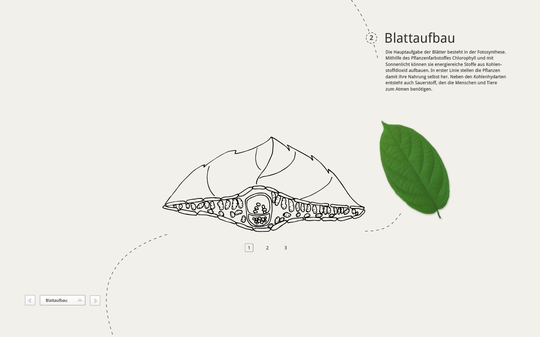 2 Blattaufbau
Die Hauptaufgabe der Blätter besteht in der Fotosynthese.
Mithilfe des Pflanzenfarbstoffes Chlorophyll und mit
Sonnenlicht können sie energiereiche Stoffe aus Kohlen-
stoffdioxid aufbauen. In erster Linie stellen die Pflanzen
damit ihre Nahrung selbst her. Neben den Kohlenhydraten
entsteht auch Sauerstoff, den die Menschen und Tiere
zum Atmen benötigen.
1 2 3
Blattaufbau